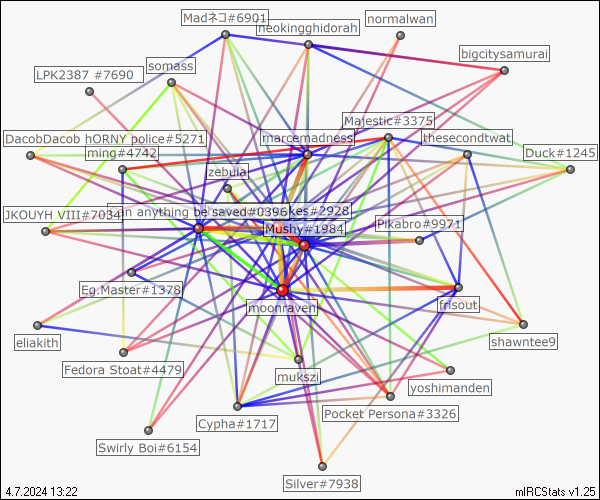 Madネコ#6901
neokingghidorah
normalwan
bigcitysamurai
somass
LPK2387 #7690
Majestic#3375
DacobDacob hORNY police#5271
marcemadness
thesecondtwat
ming#4742
Duck#1245
zebula
JKOUYH VIII#7034
an anything be saved#0396
kes#2928
Pikabro#9971
Mushy#1984
Eg.Master#1378
moonraven
frisout
eliakith
shawntee9
Fedora Stoat#4479
mukszi
yoshimanden
Cypha#1717
Pocket Persona#3326
Swirly Boi#6154
Silver#7938
4.7.2024 13:22
mIRCStats v1.25